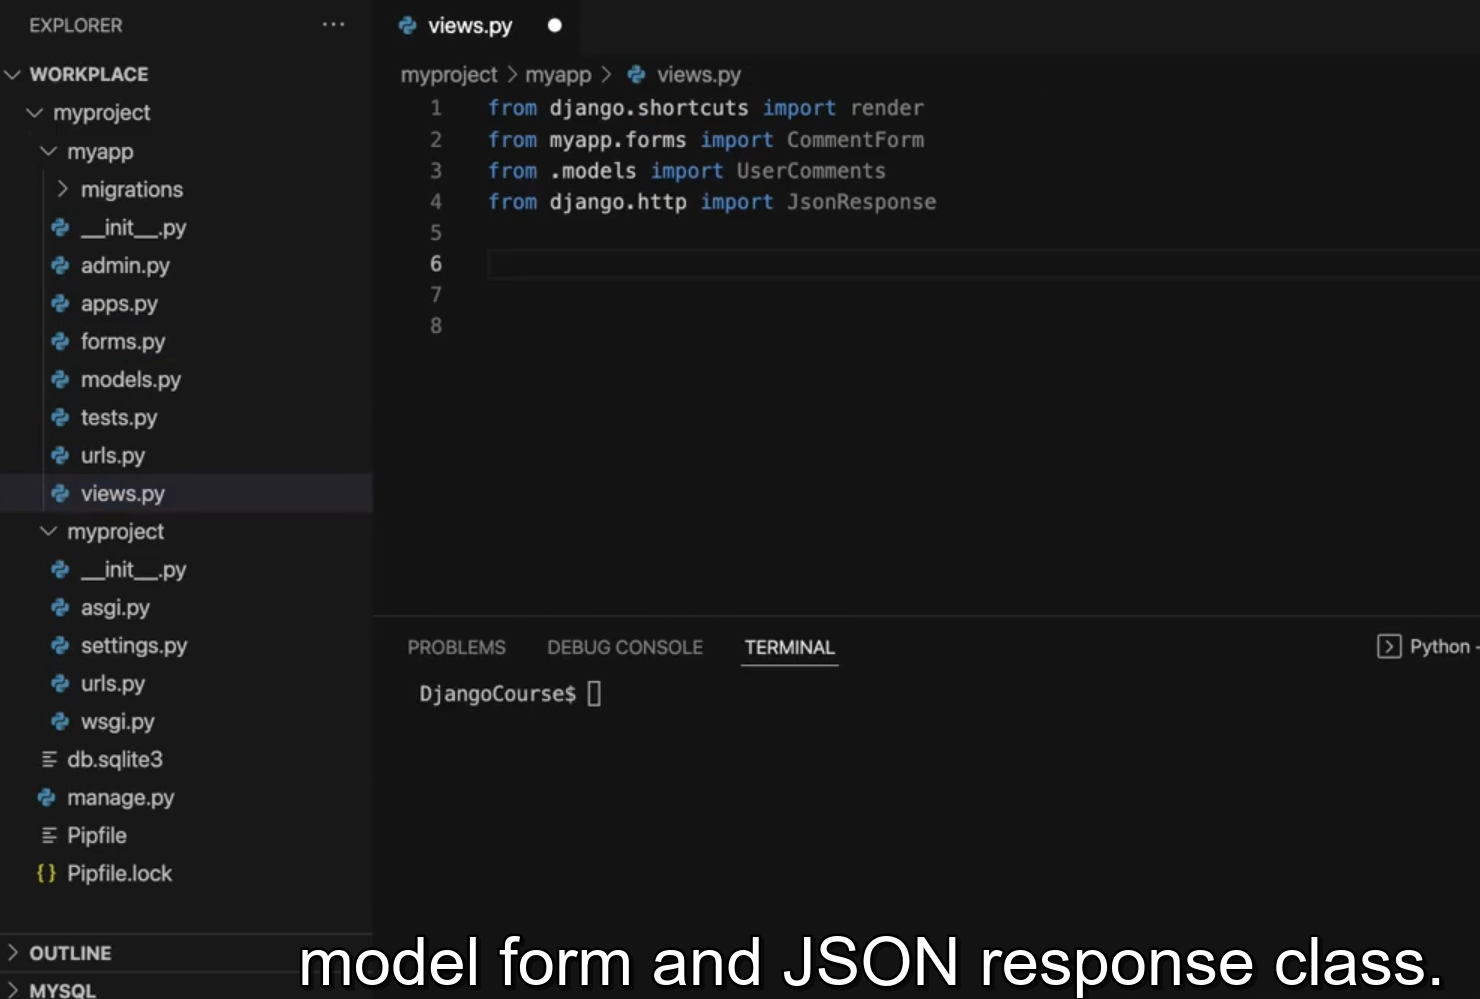 EXPLORER
WORKPLACE
myproject
myapp
migrations
__init__.py
admin.py
apps.py
forms.py
models.py
tests.py
urls.py
views.py
myproject
__init__.py
asgi.py
settings.py
urls.py
wsgi.py
db.sqlite3
manage.py
Pipfile
{} Pipfile.lock
OUTLINE
MYSQL
views.py
myproject > myapp > views.py
1 from django.shortcuts import render
2 from myapp.forms import CommentForm
3 from .models import UserComments
4 from django.http import JsonResponse
5
6
7
8
PROBLEMS DEBUG CONSOLE TERMINAL
Python -
DjangoCourse$
model form and JSON response class.